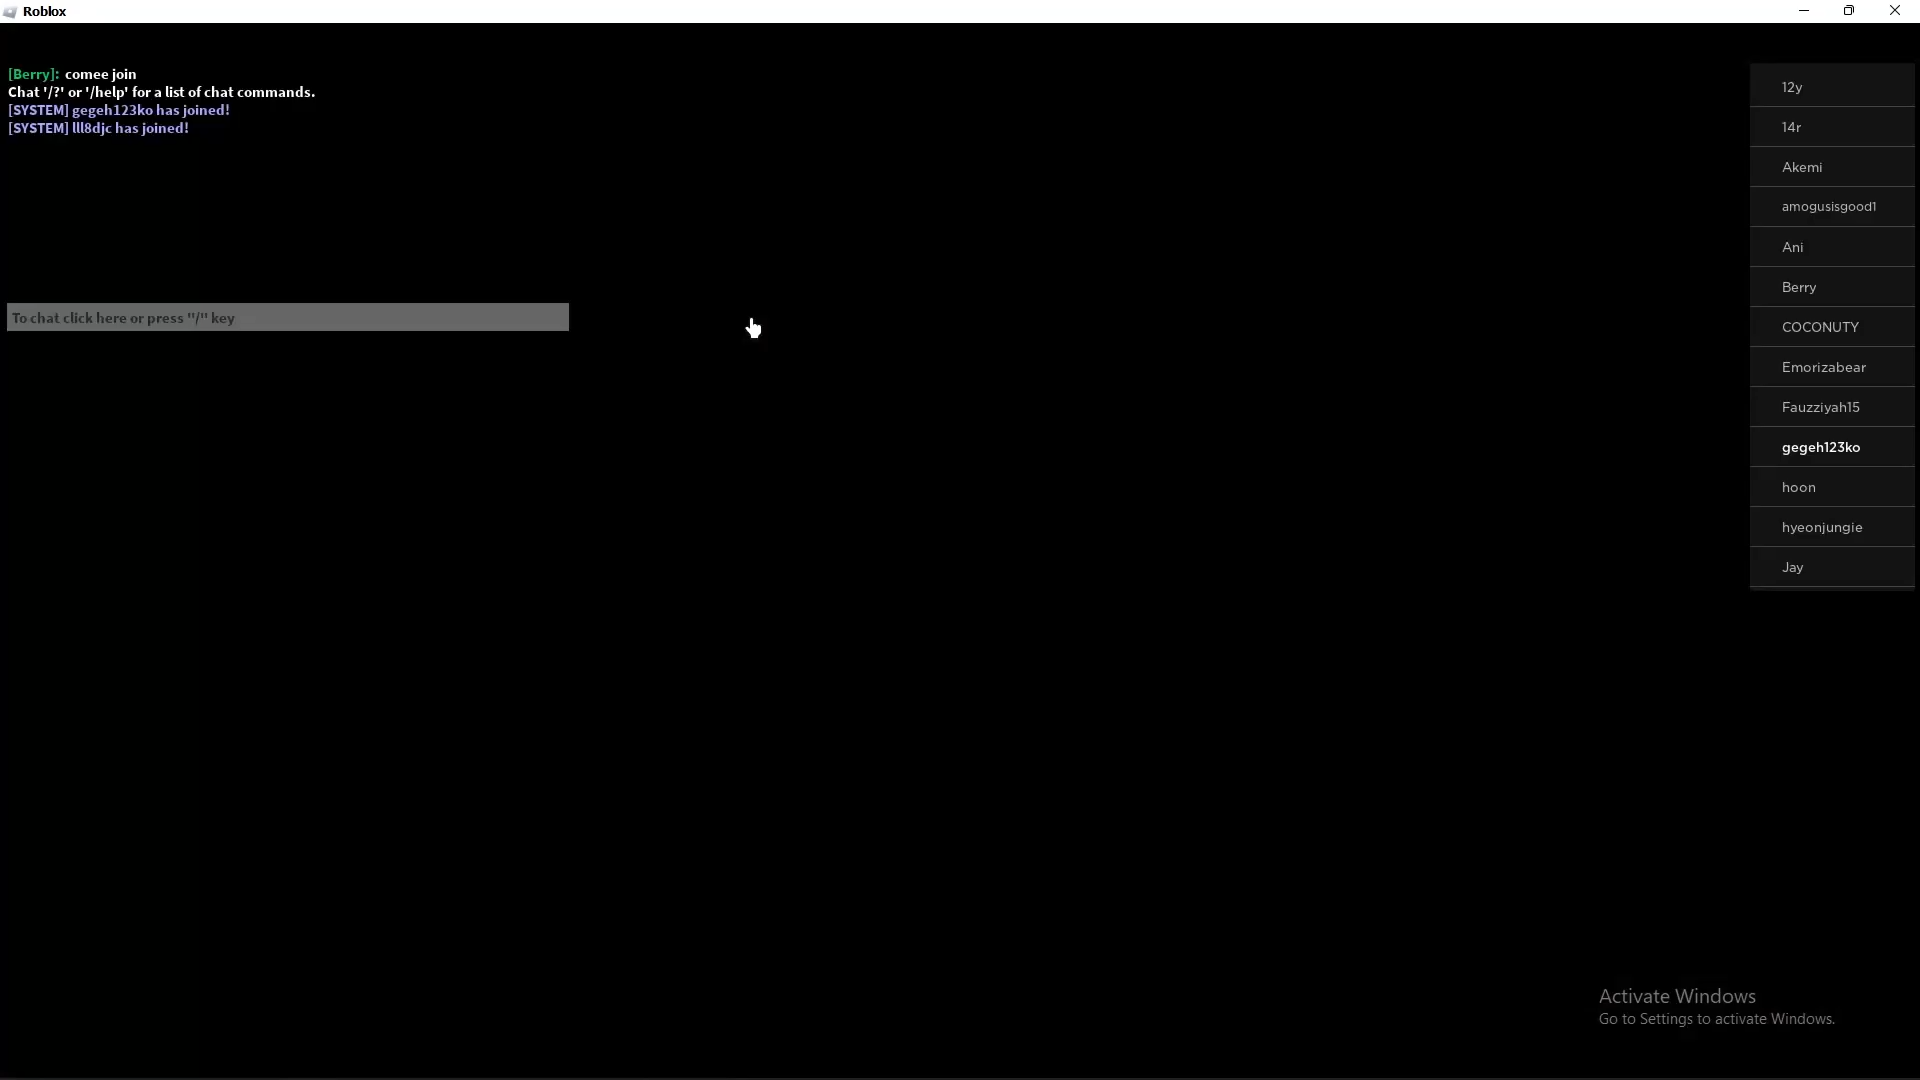 Roblox
[Berry]: comee join
Chat '/?' or '/help' for a list of chat commands.
[SYSTEM] gegeh123ko has joined!
[SYSTEM] lll8djc has joined!
To chat click here or press "/" key
12y
14r
Akemi
amogusisgood1
Ani
Berry
COCONUTY
Emorizabear
Fauzziyah15
gegeh123ko
hoon
hyeonjungie
Jay
Activate Windows
Go to Settings to activate Windows.